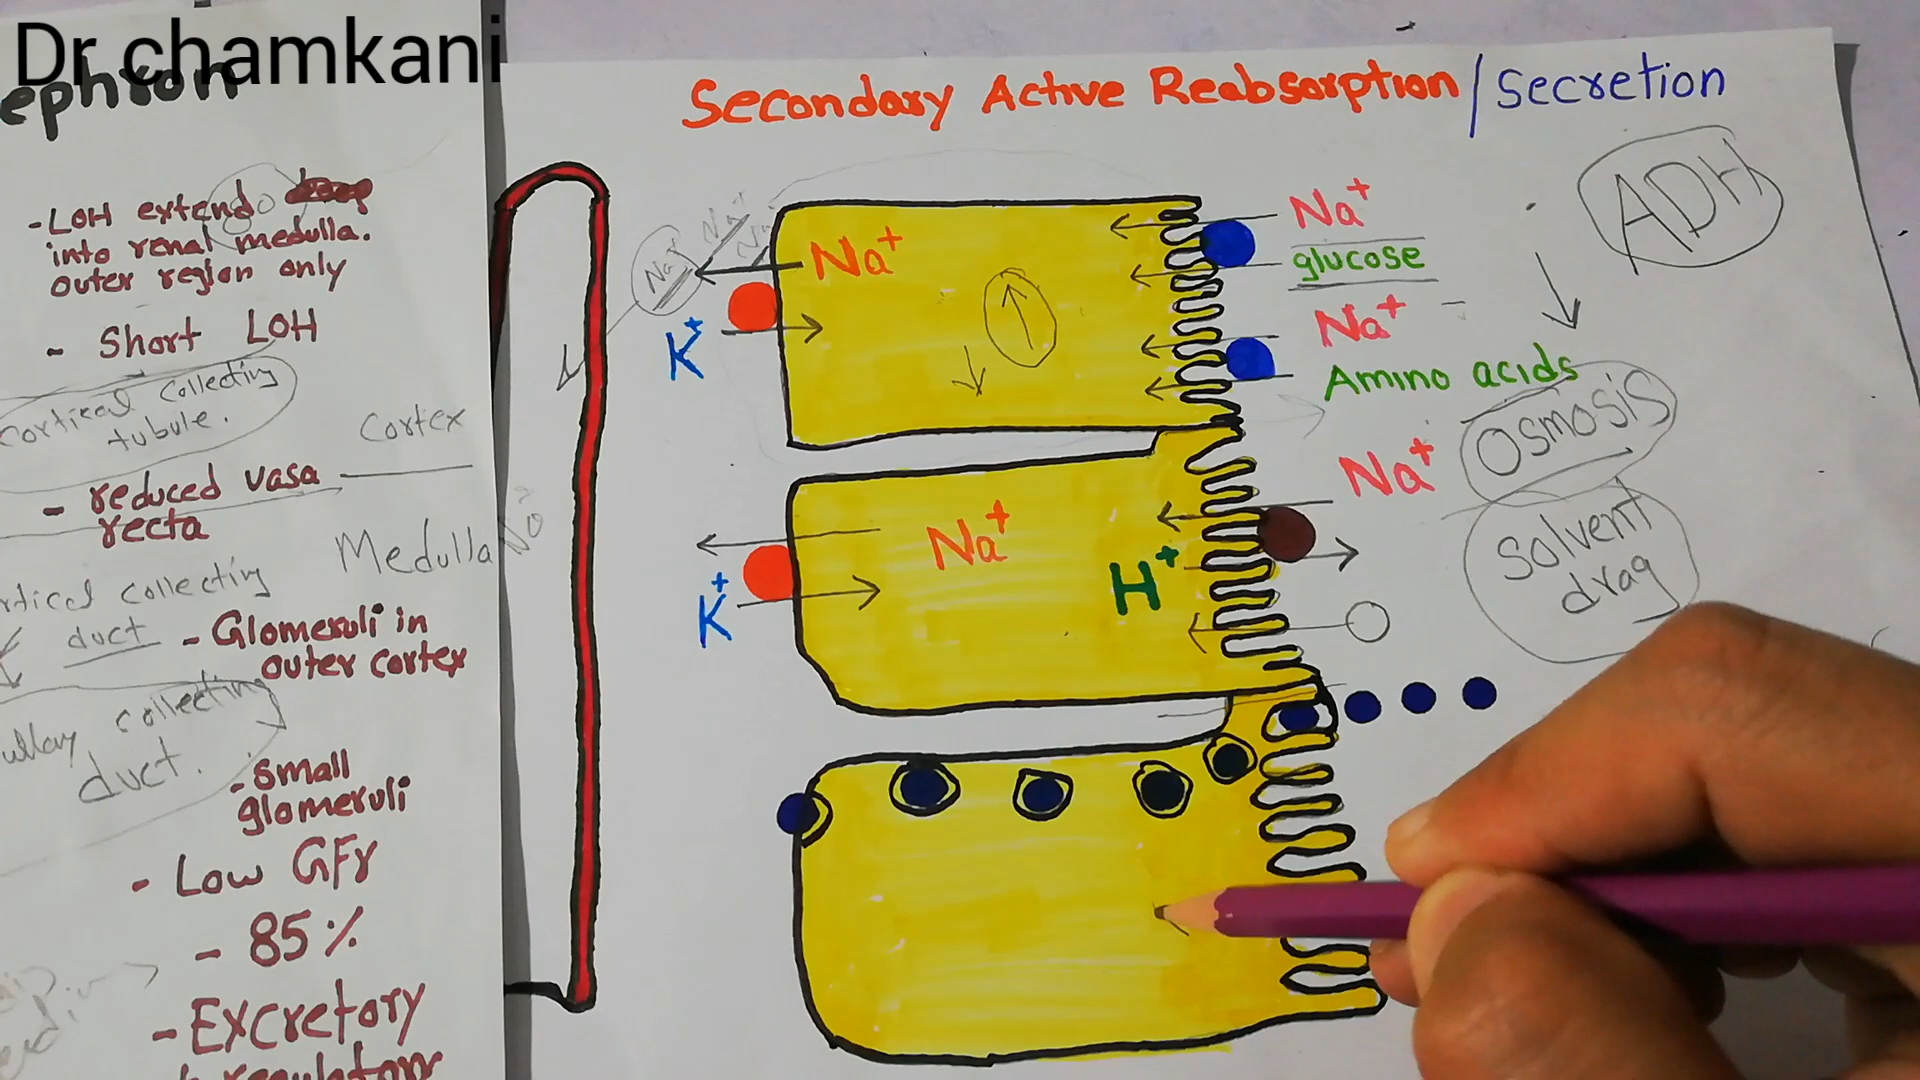 Dr chamkani
ephron
- LOH extend
into renal medulla.
outer region only
- Short LOH
Cortical Collecting
tubule.
Cortex
- reduced vasa
recta
Medulla
collecting
duct
- Glomeruli in
outer cortex
collecting
duct.
- Small
glomeruli
- Low GFr
- 85%
- Excretory
Secondary Active Reabsorption / Secretion
ADH
Na+
Na+
Na+
glucose
Na+
K+
Na+
Amino acids
Osmosis
Na+
Solvent
drag
Na+
H+
K+